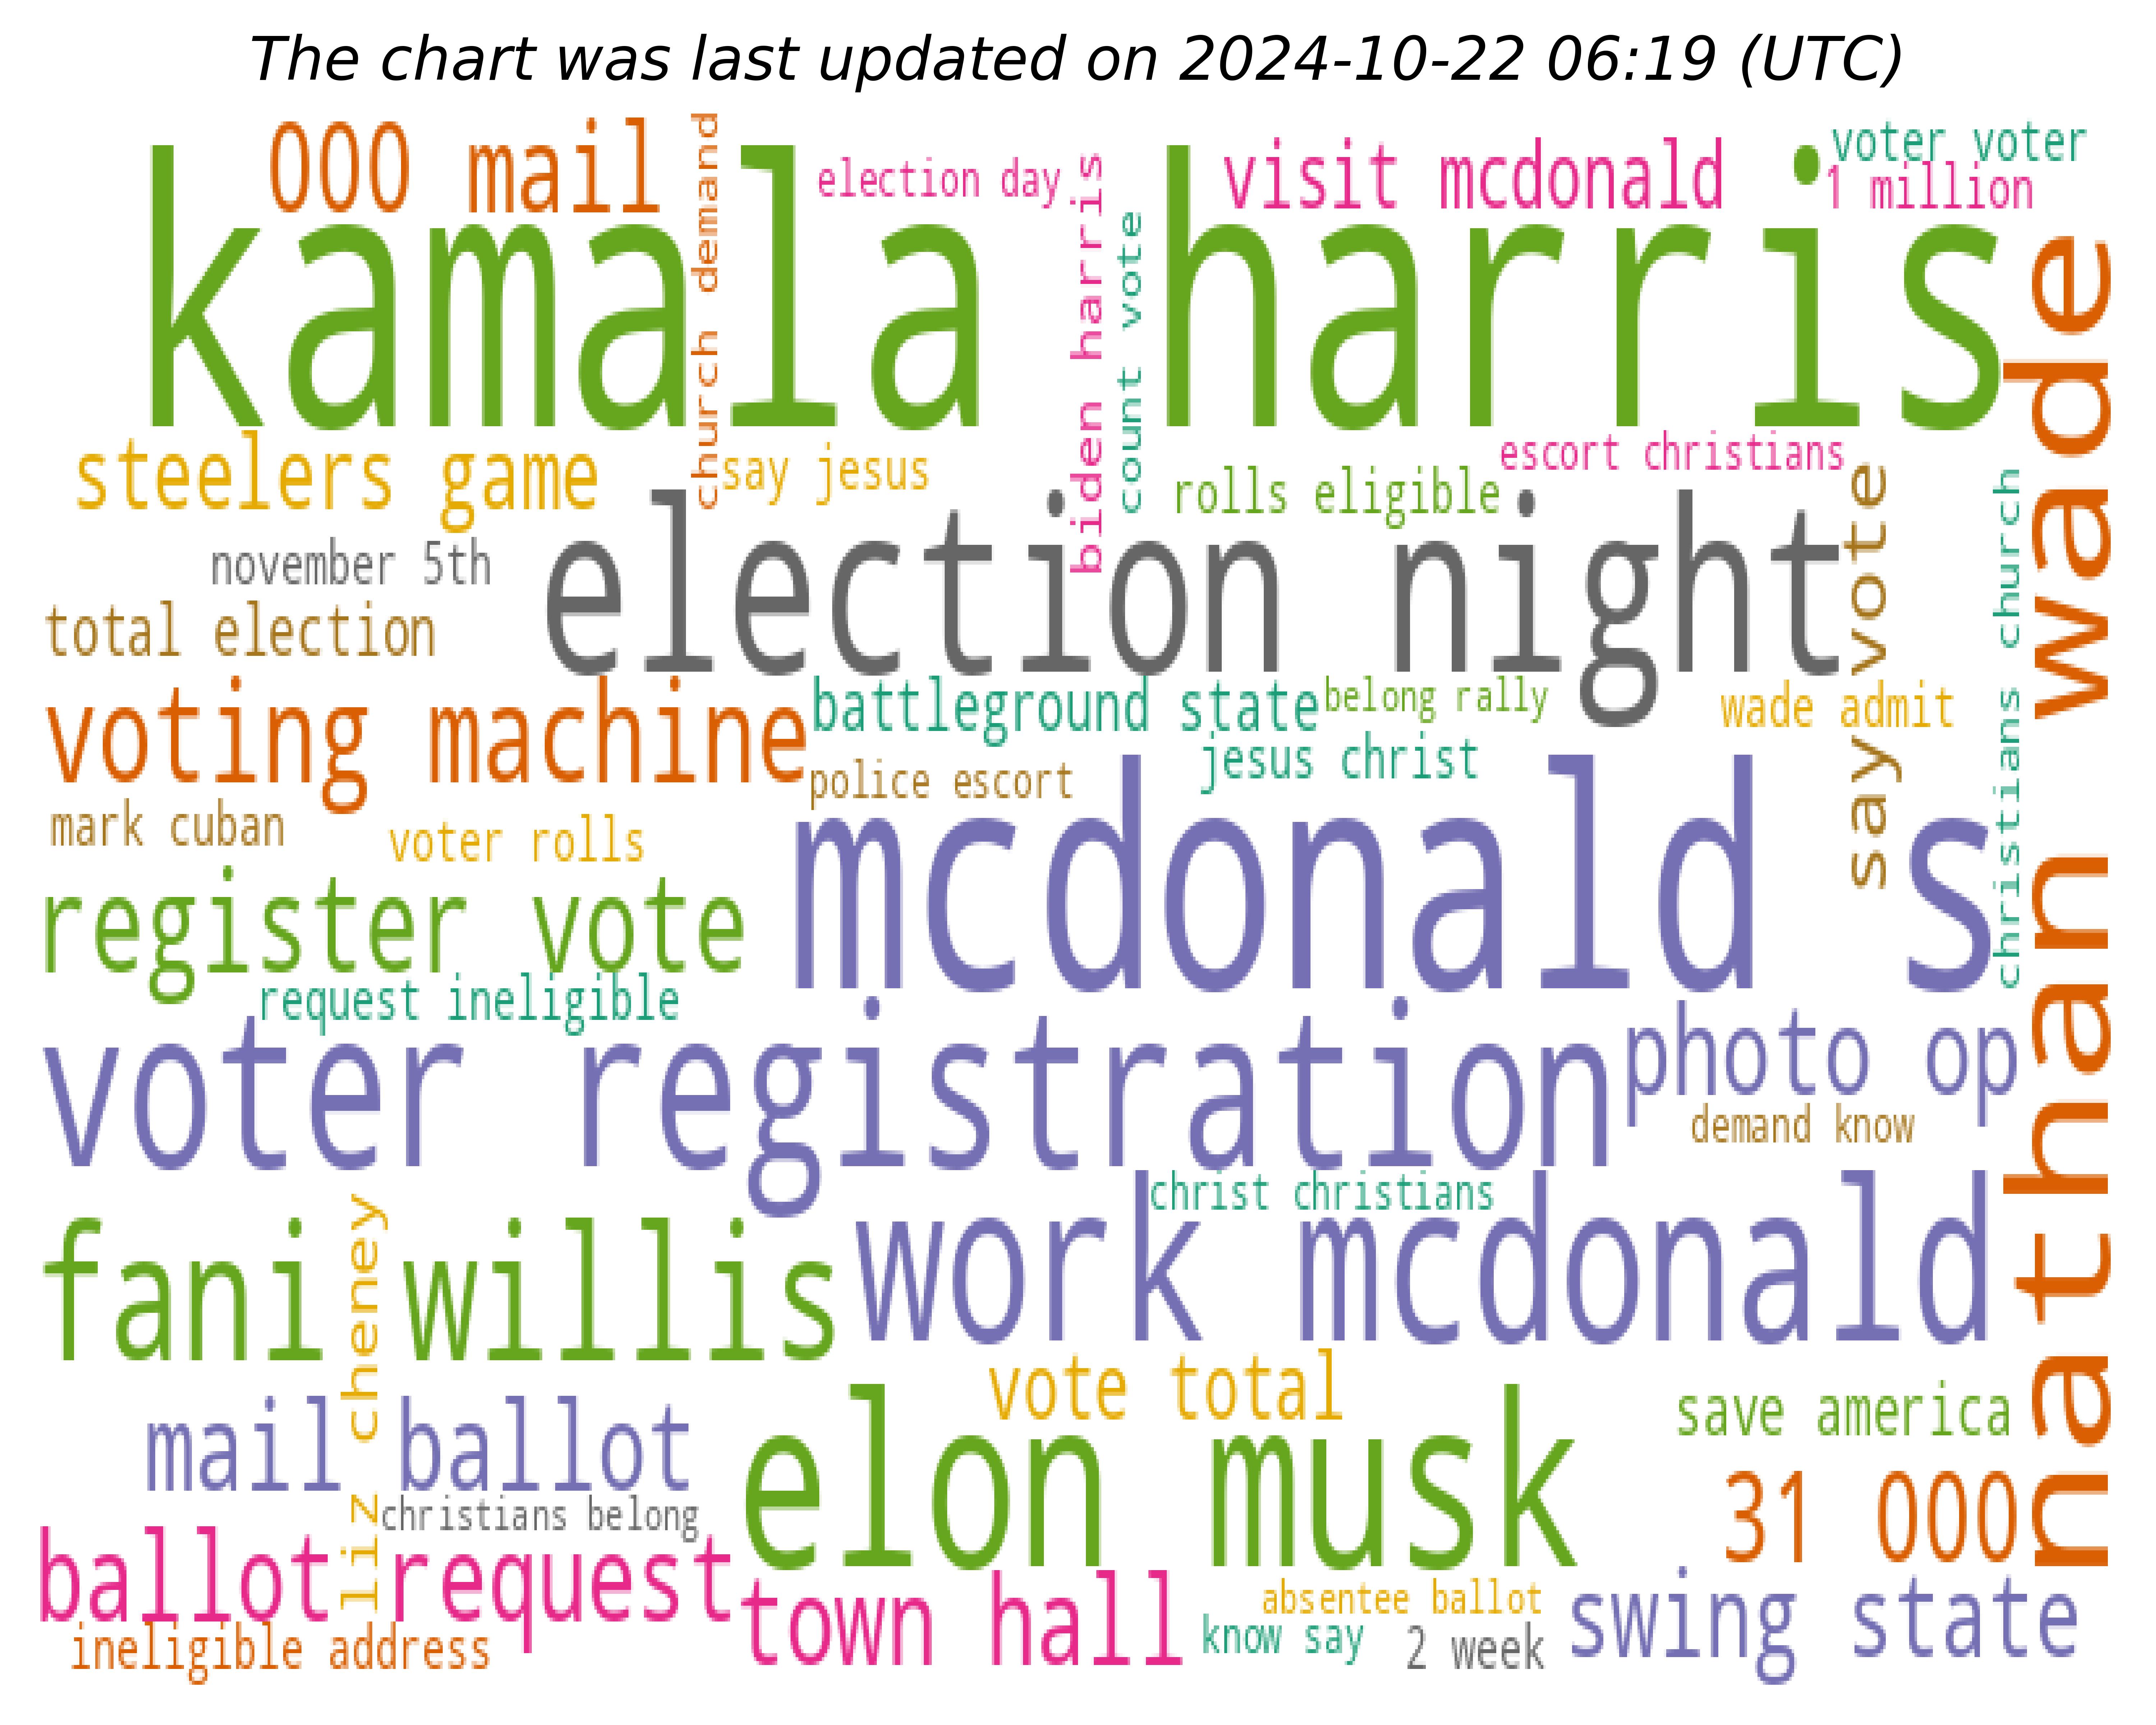 The chart was last updated on 2024-10-22 06:19 (UTC)
000 mail
church demand
election day
biden harris
count vote
visit mcdonald
voter voter
1 million
kamala harris
nathan wade
steelers game
say jesus
rolls eligible
escort christians
say vote
christians church
november 5th
election night
total election
voting machine
battleground state
belong rally
wade admit
jesus christ
police escort
mark cuban
voter rolls
mcdonald s
register vote
request ineligible
voter registration
photo op
demand know
christ christians
fani willis
liz cheney
work mcdonald
vote total
save america
mail ballot
elon musk
31 000
christians belong
ballot request
town hall
absentee ballot
swing state
know say
2 week
ineligible address